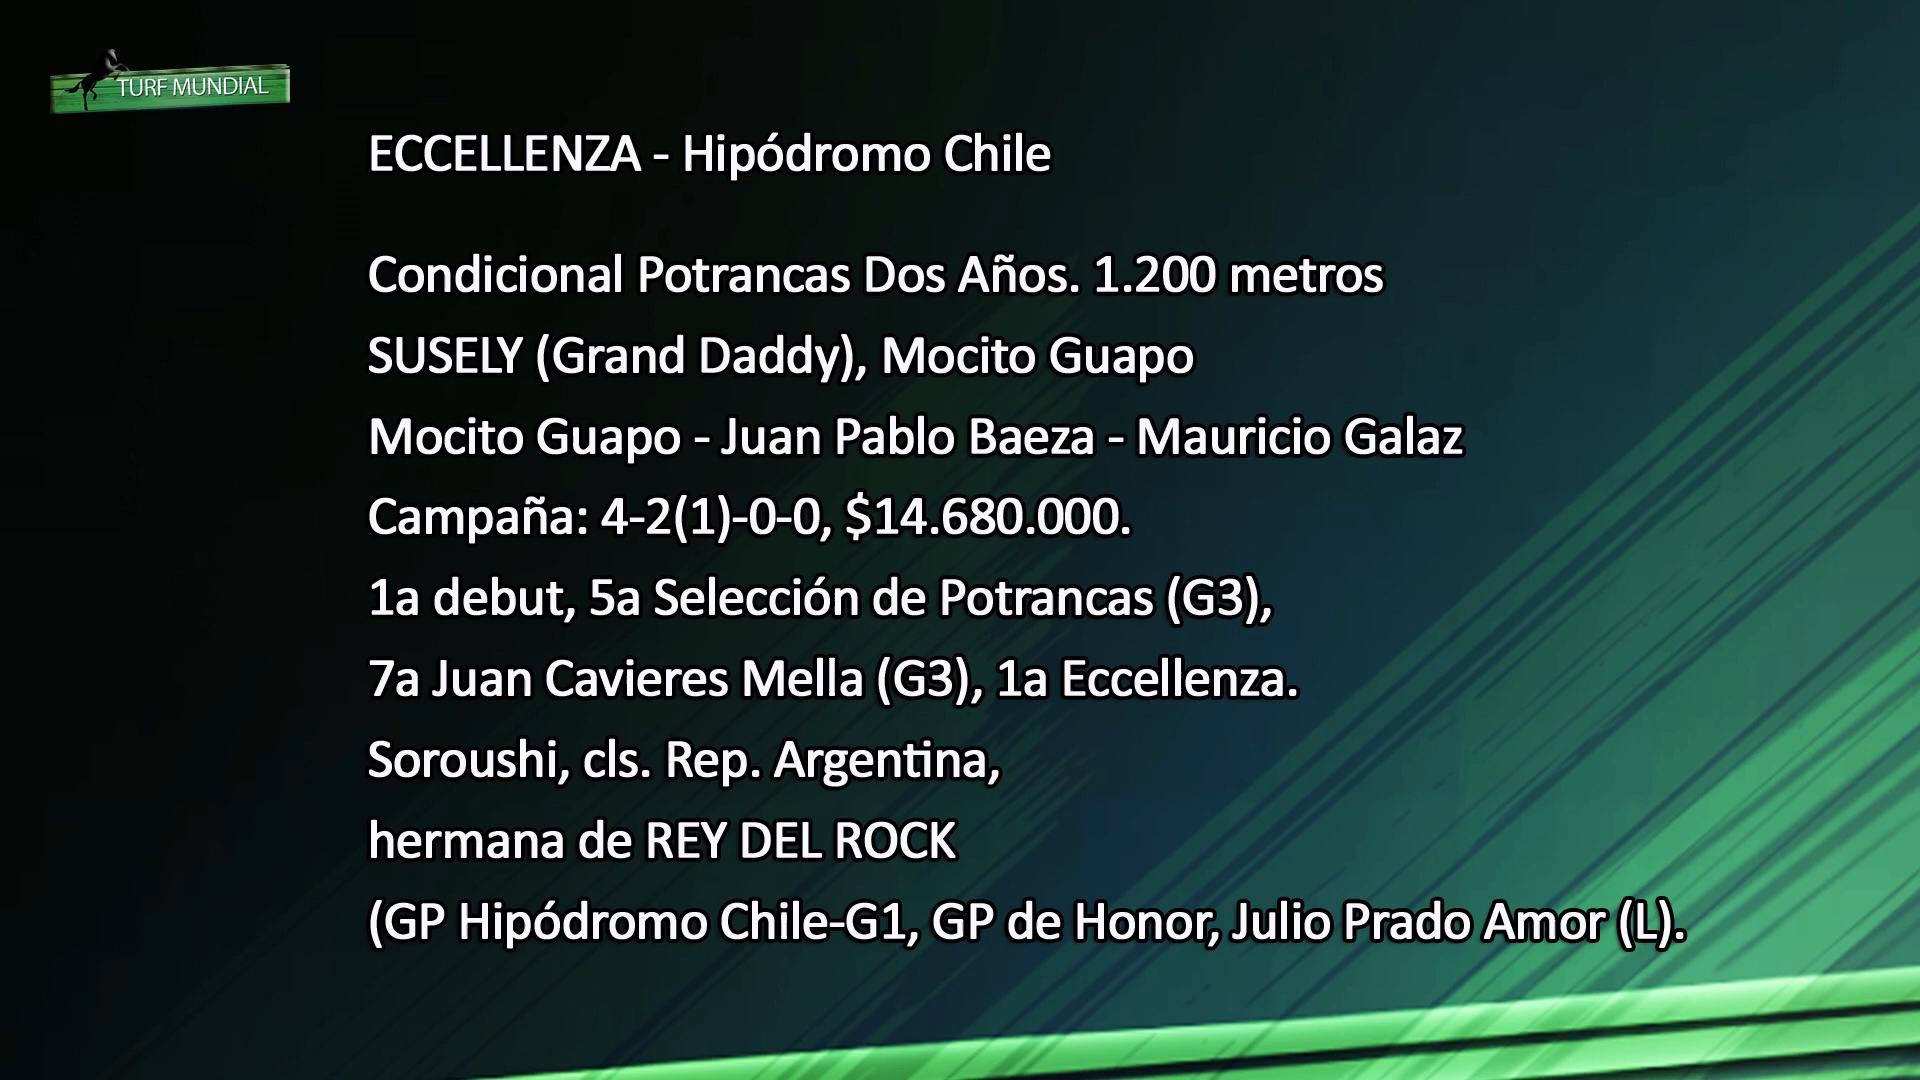 TURF MUNDIAL
ECCELLENZA - Hipódromo Chile
Condicional Potrancas Dos Años. 1.200 metros
SUSELY (Grand Daddy), Mocito Guapo
Mocito Guapo - Juan Pablo Baeza - Mauricio Galaz
Campaña: 4-2(1)-0-0, $14.680.000.
1a debut, 5a Selección de Potrancas (G3),
7a Juan Cavieres Mella (G3), 1a Eccellenza.
Soroushi, cls. Rep. Argentina,
hermana de REY DEL ROCK
(GP Hipódromo Chile-G1, GP de Honor, Julio Prado Amor (L).